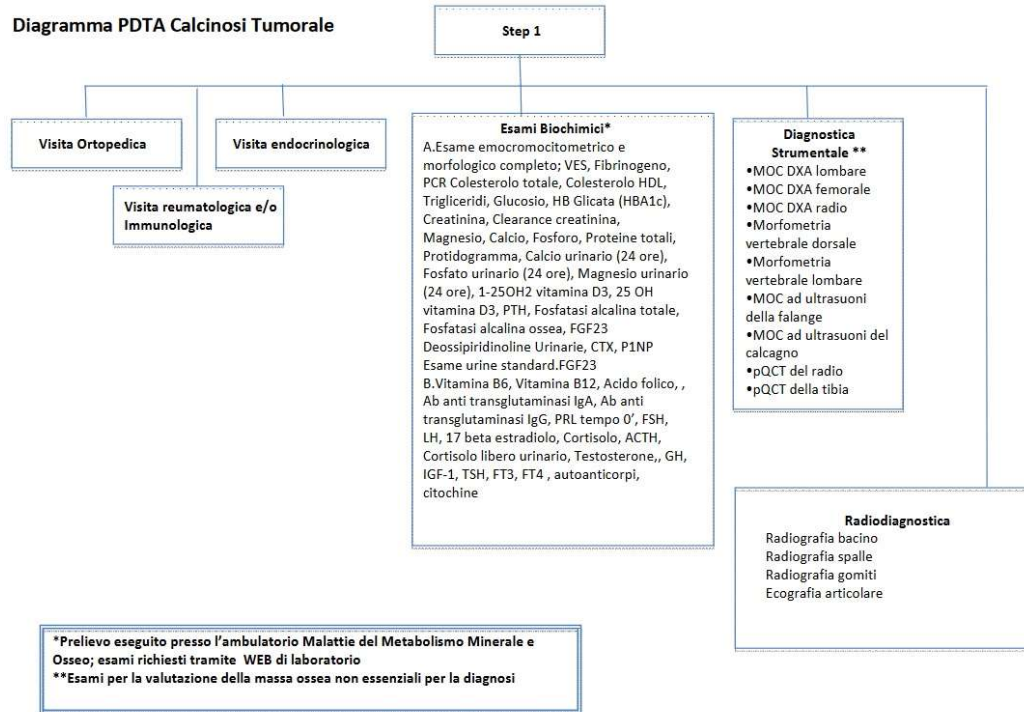 Diagramma PDTA Calcinosi Tumorale
Step 1
Visita Ortopedica
Visita endocrinologica
Visita reumatologica e/o
Immunologica
Esami Biochimici*
A.Esame emocromocitometrico e
morfologico completo; VES, Fibrinogeno,
PCR Colesterolo totale, Colesterolo HDL,
Trigliceridi, Glucosio, HB Glicata (HBA1c),
Creatinina, Clearance creatinina,
Magnesio, Calcio, Fosforo, Proteine totali,
Protidogramma, Calcio urinario (24 ore),
Fosfato urinario (24 ore), Magnesio urinario
(24 ore), 1-25OH2 vitamina D3, 25 OH
vitamina D3, PTH, Fosfatasi alcalina totale,
Fosfatasi alcalina ossea, FGF23
Deossipiridinoline Urinarie, CTX, P1NP
Esame urine standard.FGF23
B.Vitamina B6, Vitamina B12, Acido folico, ,
Ab anti transglutaminasi IgA, Ab anti
transglutaminasi IgG, PRL tempo 0’, FSH,
LH, 17 beta estradiolo, Cortisolo, ACTH,
Cortisolo libero urinario, Testosterone,, GH,
IGF-1, TSH, FT3, FT4 , autoanticorpi,
citochine
Diagnostica
Strumentale **
•MOC DXA lombare
•MOC DXA femorale
•MOC DXA radio
•Morfometria
vertebrale dorsale
•Morfometria
vertebrale lombare
•MOC ad ultrasuoni
della falange
•MOC ad ultrasuoni del
calcagno
•pQCT del radio
•pQCT della tibia
Radiodiagnostica
Radiografia bacino
Radiografia spalle
Radiografia gomiti
Ecografia articolare
*Prelievo eseguito presso l’ambulatorio Malattie del Metabolismo Minerale e
Osseo; esami richiesti tramite WEB di laboratorio
**Esami per la valutazione della massa ossea non essenziali per la diagnosi